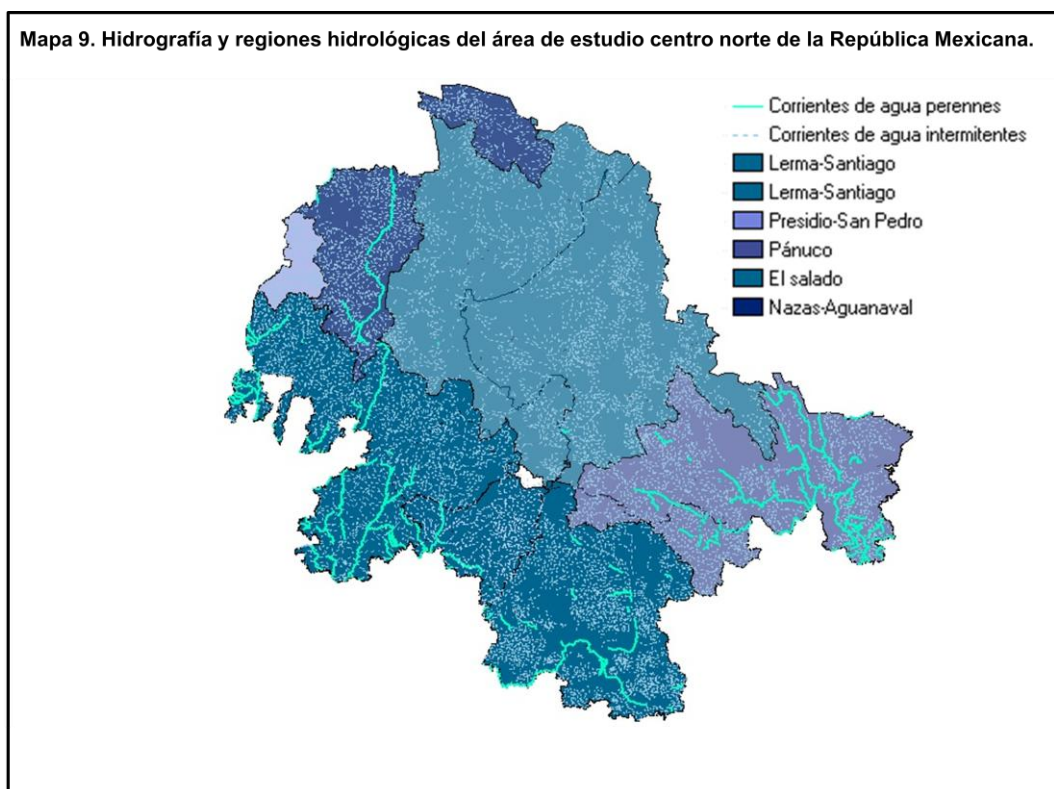 Mapa 9. Hidrografía y regiones hidrológicas del área de estudio centro norte de la República Mexicana.
Corrientes de agua perennes
Corrientes de agua intermitentes
Lerma-Santiago
Lerma-Santiago
Presidio-San Pedro
Pánuco
El salado
Nazas-Aguanaval